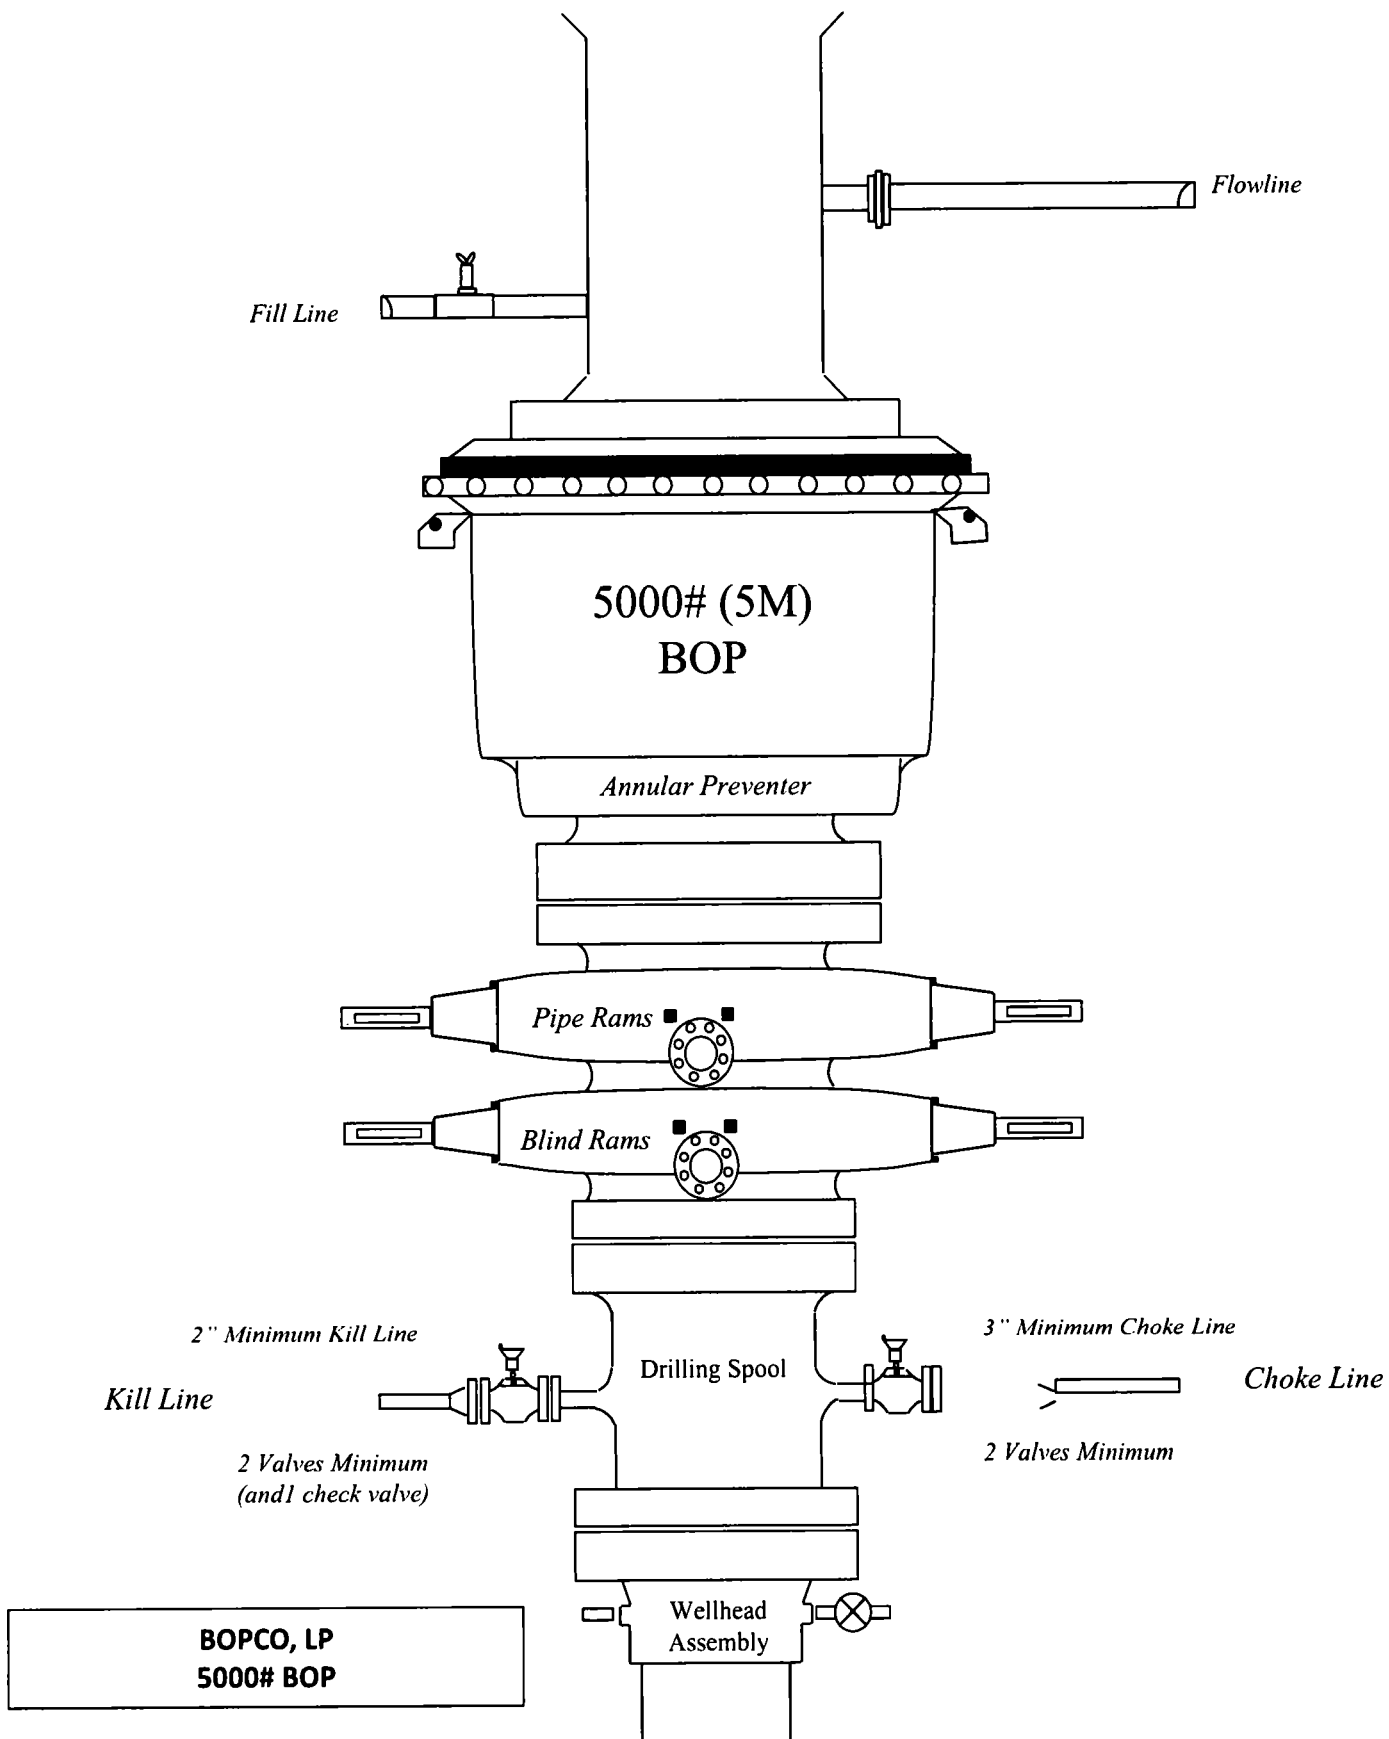 Flowline
Fill Line
5000# (5M)
BOP
Annular Preventer
Pipe Rams
Blind Rams
2" Minimum Kill Line
3" Minimum Choke Line
Drilling Spool
Kill Line
Choke Line
2 Valves Minimum
(and1 check valve)
2 Valves Minimum
Wellhead
Assembly
BOPCO, LP
5000# BOP